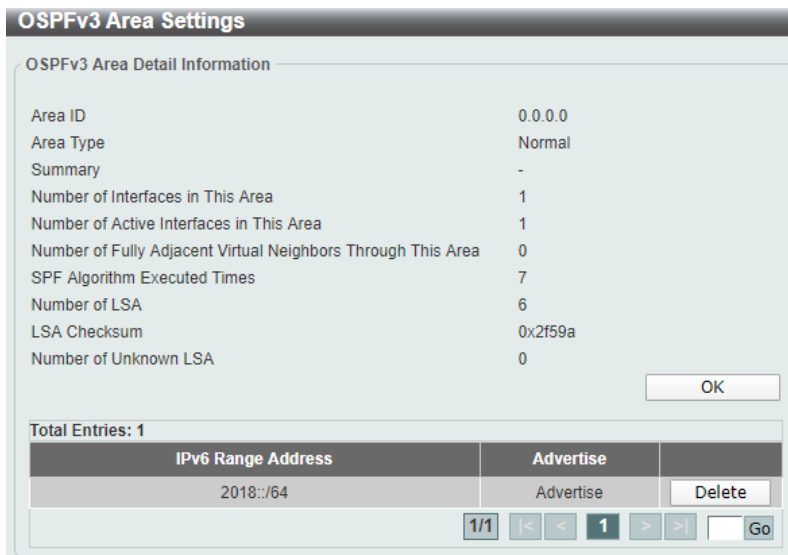 OSPFv3 Area Settings
OSPFv3 Area Detail Information
Area ID 0.0.0.0
Area Type Normal
Summary -
Number of Interfaces in This Area 1
Number of Active Interfaces in This Area 1
Number of Fully Adjacent Virtual Neighbors Through This Area 0
SPF Algorithm Executed Times 7
Number of LSA 6
LSA Checksum 0x2f59a
Number of Unknown LSA 0
OK
Total Entries: 1
IPv6 Range Address Advertise
2018::/64 Advertise Delete
1/1 |< < 1 > >| Go